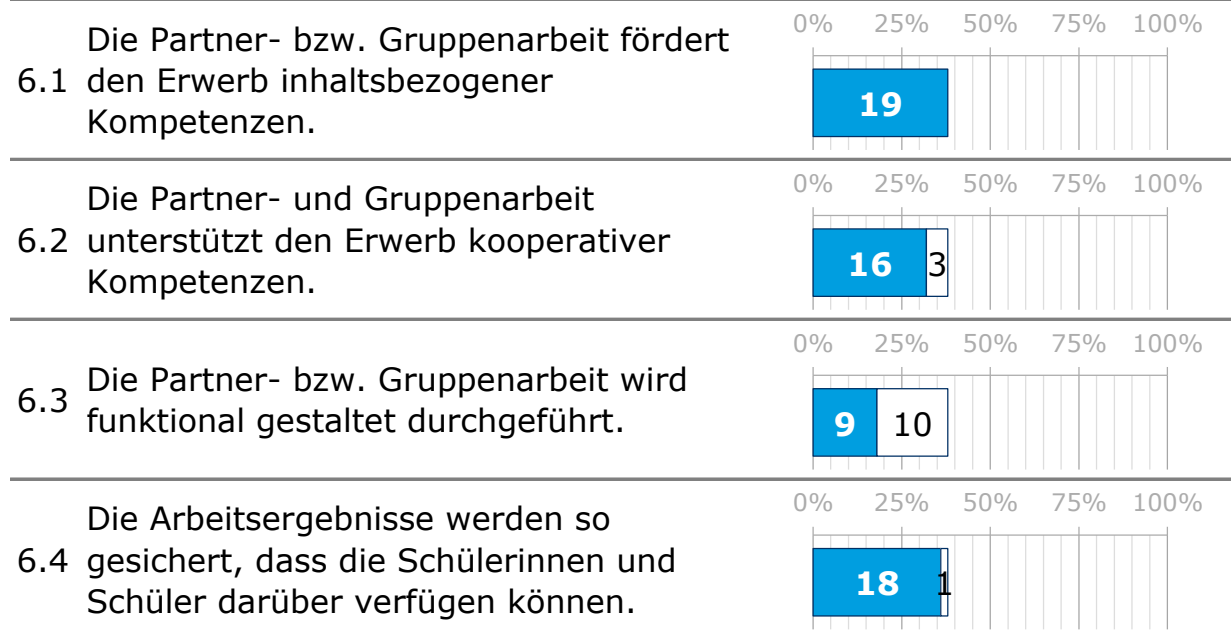 0% 25% 50% 75% 100%
Die Partner- bzw. Gruppenarbeit fördert
6.1 den Erwerb inhaltsbezogener
Kompetenzen.
19
0% 25% 50% 75% 100%
Die Partner- und Gruppenarbeit
6.2 unterstützt den Erwerb kooperativer
Kompetenzen.
16 3
0% 25% 50% 75% 100%
6.3 Die Partner- bzw. Gruppenarbeit wird
funktional gestaltet durchgeführt.
9 10
0% 25% 50% 75% 100%
Die Arbeitsergebnisse werden so
6.4 gesichert, dass die Schülerinnen und
Schüler darüber verfügen können.
18 1